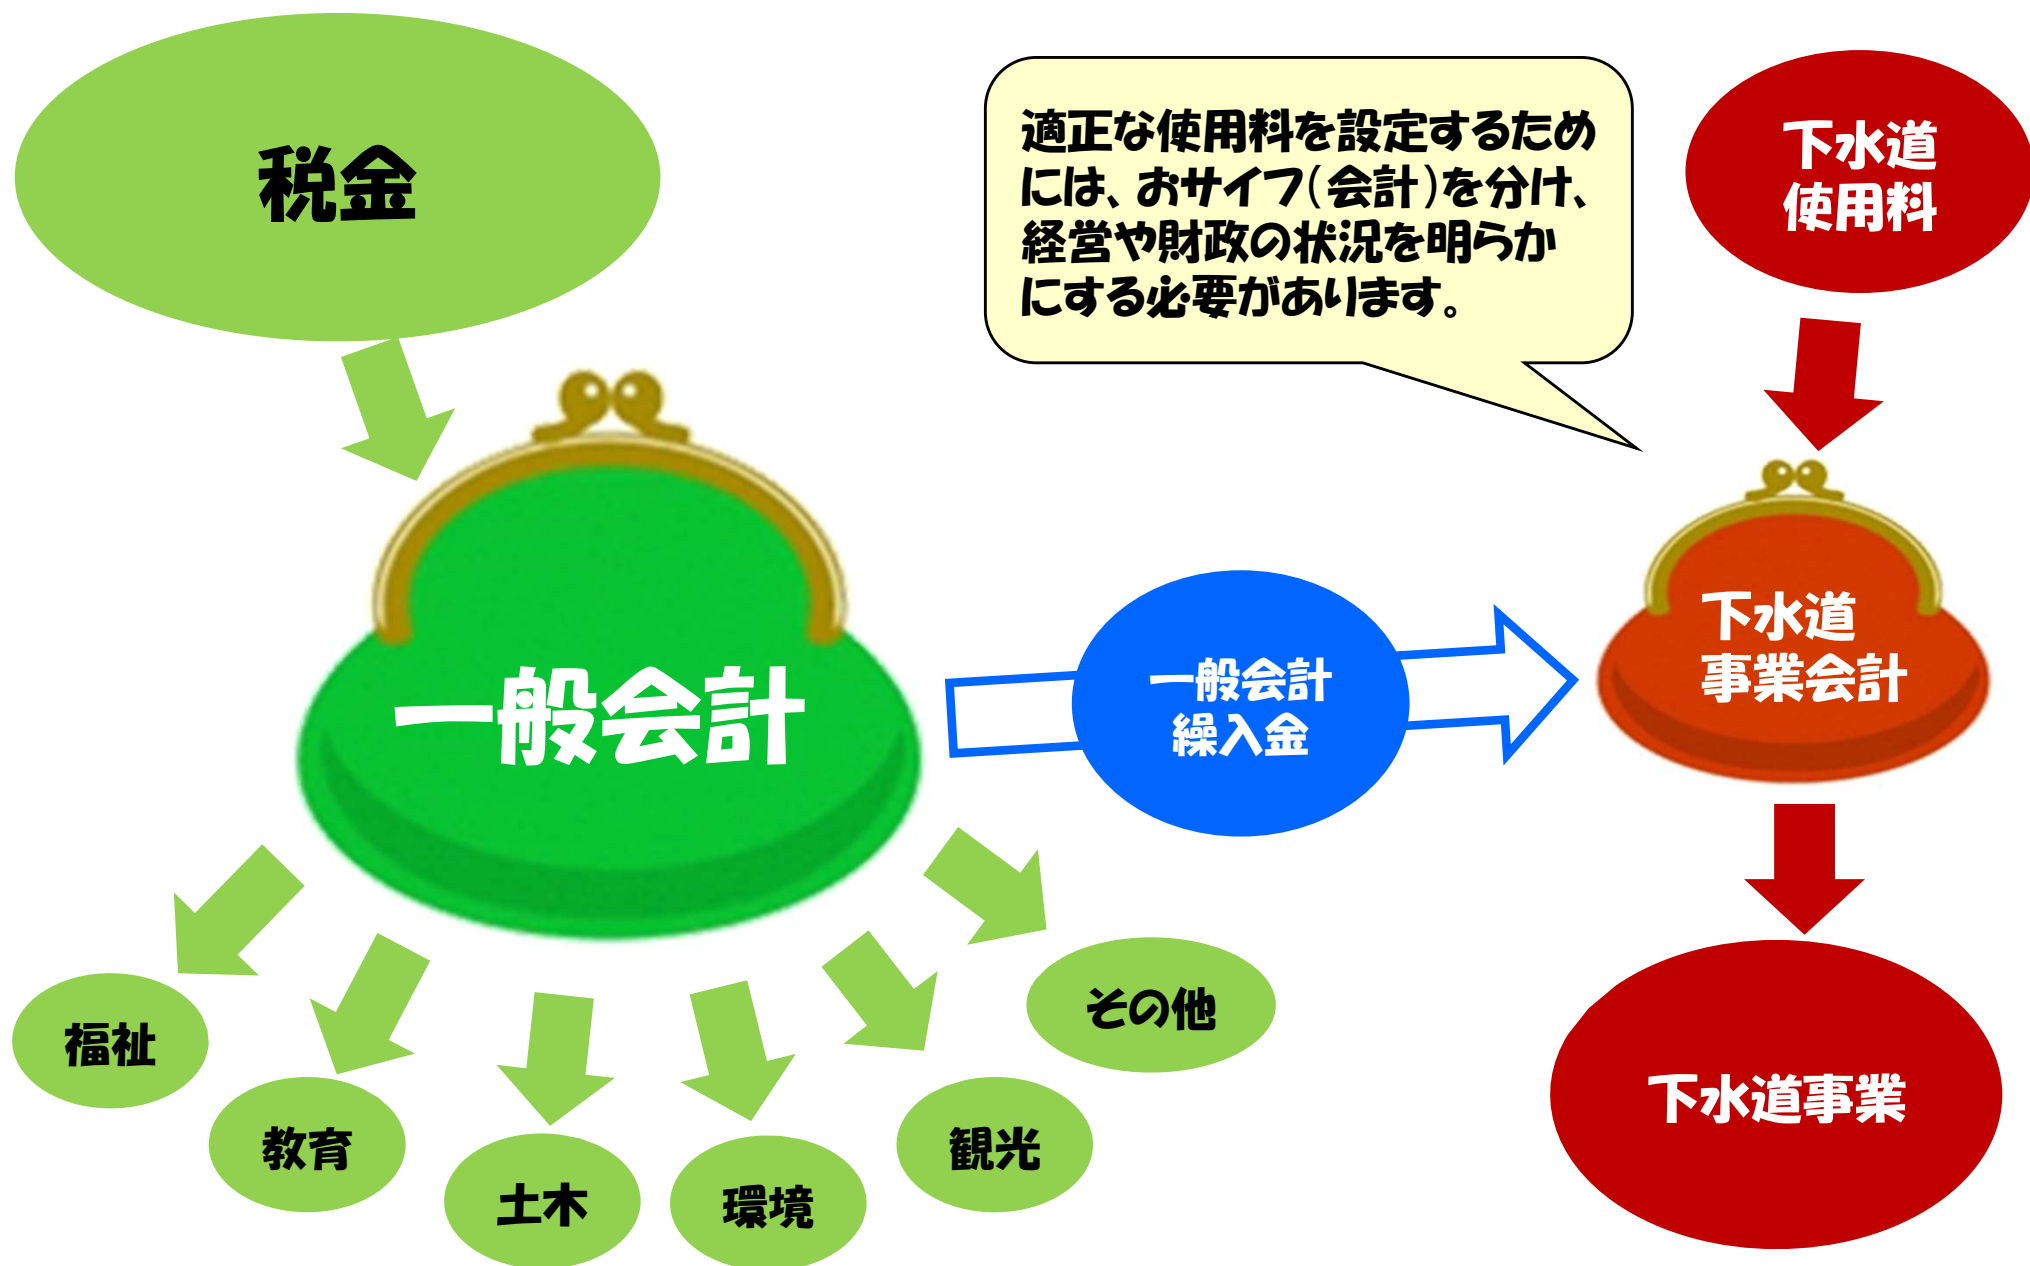 税金
適正な使用料を設定するため
には、おサイフ(会計)を分け、
経営や財政の状況を明らか
にする必要があります。
下水道
使用料
一般会計
一般会計
繰入金
下水道
事業会計
福祉
教育
土木
環境
観光
その他
下水道事業